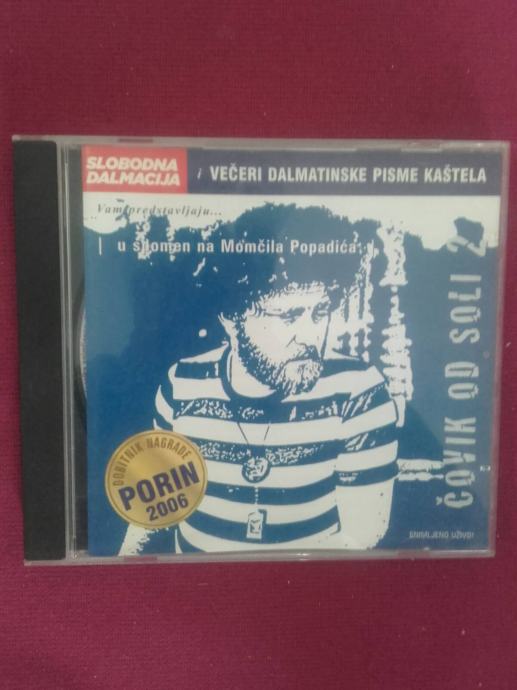 SLOBODNA
DALMACIJA
i VEČERI DALMATINSKE PISME KAŠTELA
Vam predstavljaju...
u spomen na Momčila Popadića
ČOVIK OD SOLI 2
DOBITNIK NAGRADE
PORIN
2006
SNIMLJENO UŽIVO!